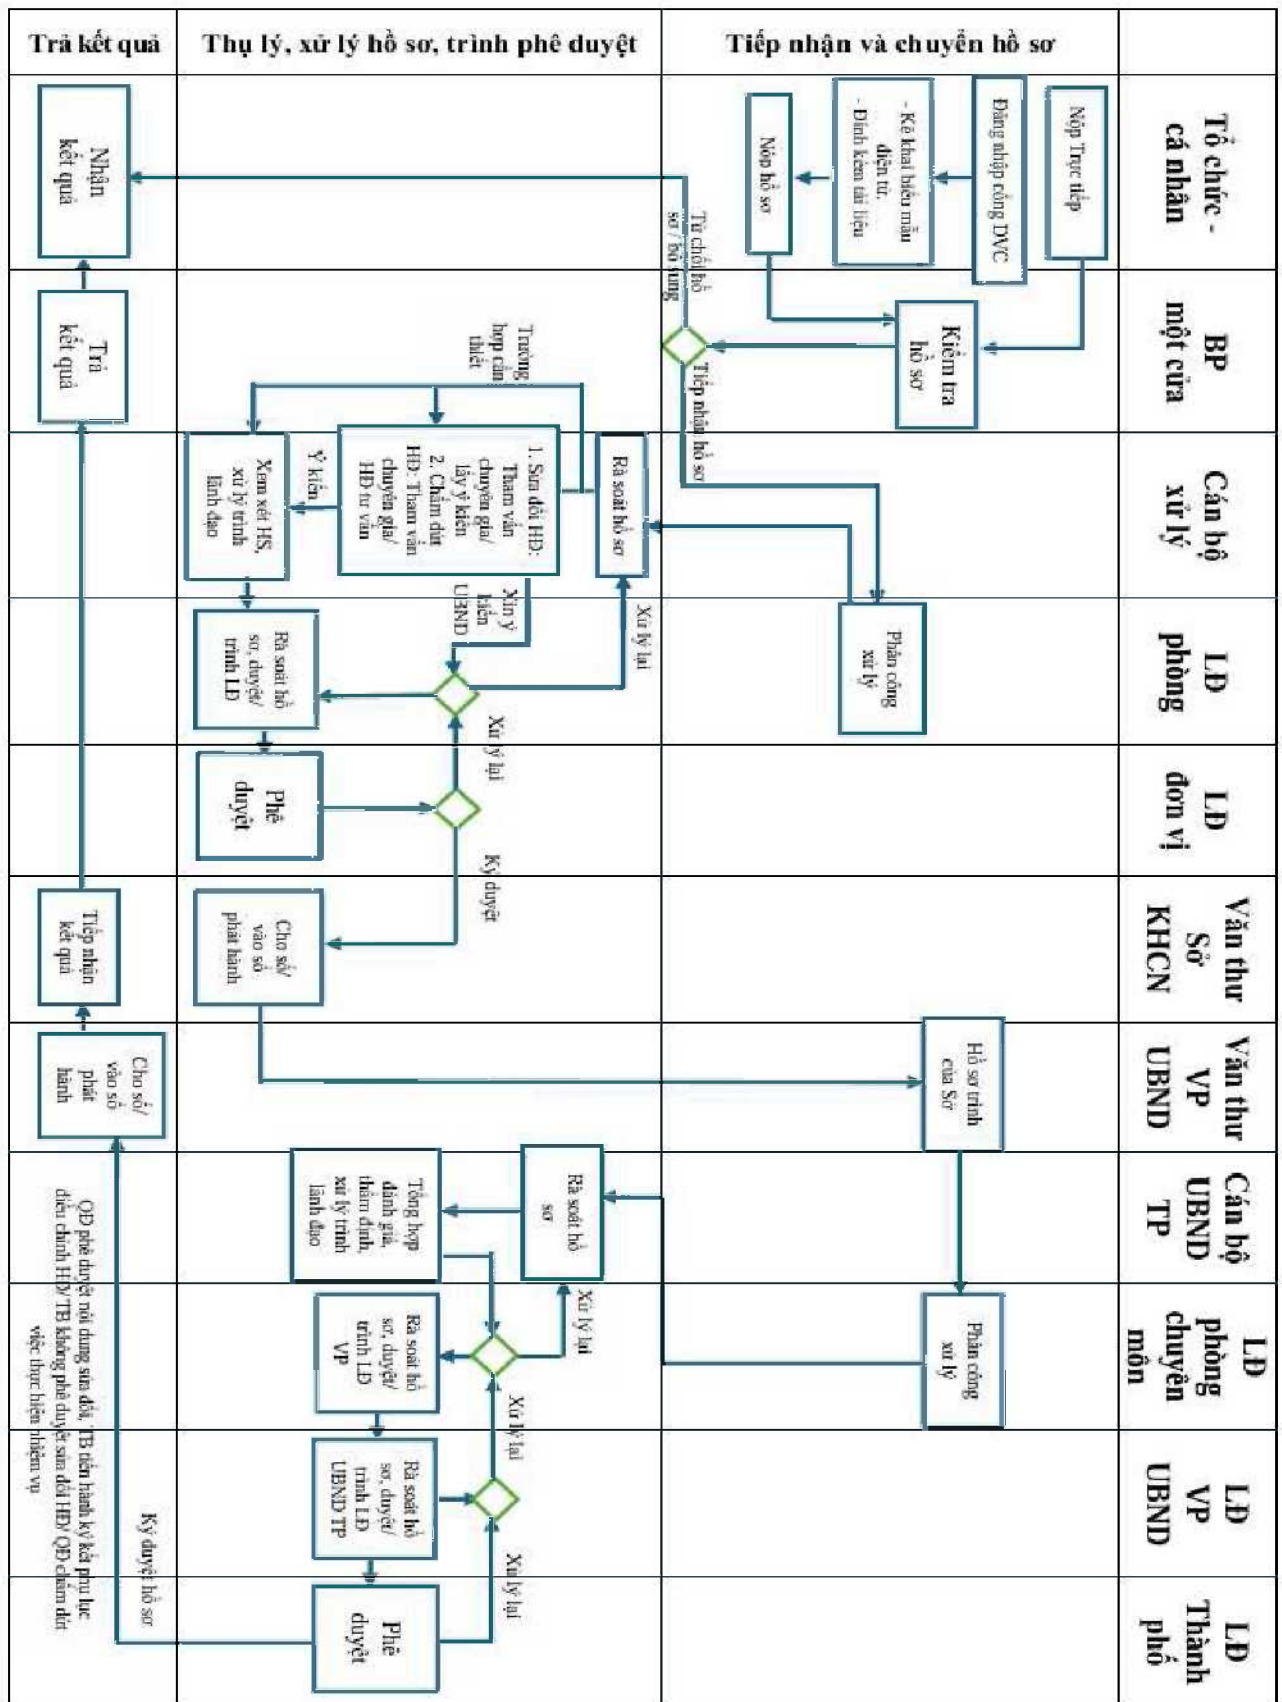 Trả kết quả
Thụ lý, xử lý hồ sơ, trình phê duyệt
Tiếp nhận và chuyển hồ sơ
Tổ chức -
cá nhân
BP
một cửa
Cán bộ
xử lý
LĐ
phòng
LĐ
đơn vị
Văn thư
Sở
KHCN
Văn thư
VP
UBND
Cán bộ
UBND
TP
LĐ
phòng
chuyên
môn
LĐ
VP
UBND
LĐ
Thành
phố
Nộp Trực tiếp
Đăng nhập cổng DVC
- Kê khai biểu mẫu
điện tử.
- Đính kèm tài liệu
Nộp hồ sơ
Kiểm tra
hồ sơ
Từ chối hồ
sơ / bổ sung
Tiếp nhận hồ sơ
Phân công
xử lý
Rà soát hồ sơ
Trường
hợp cần
thiết
1. Sửa đổi HĐ:
Tham vấn
chuyên gia/
lấy ý kiến
2. Chấm dứt
HĐ: Tham vấn
chuyên gia/
HĐ tư vấn
Ý kiến
Xem xét HS,
xử lý trình
lãnh đạo
Xin ý
kiến
UBND
Xử lý lại
Rà soát hồ
sơ, duyệt/
trình LĐ
Xử lý lại
Phê
duyệt
Ký duyệt
Cho số/
vào sổ
phát hành
Hồ sơ trình
của Sở
Phân công
xử lý
Rà soát hồ
sơ
Tổng hợp
đánh giá,
thẩm định,
xử lý trình
lãnh đạo
Xử lý lại
Rà soát hồ
sơ, duyệt/
trình LĐ
VP
Xử lý lại
Rà soát hồ
sơ, duyệt/
trình LĐ
UBND TP
Xử lý lại
Phê
duyệt
Ký duyệt hồ sơ
QĐ phê duyệt nội dung sửa đổi, TB tiến hành ký kết phụ lục
điều chỉnh HĐ/ TB không phê duyệt sửa đổi HĐ/ QĐ chấm dứt
việc thực hiện nhiệm vụ
Cho số/
vào sổ
phát
hành
Tiếp nhận
kết quả
Trả
kết quả
Nhận
kết quả